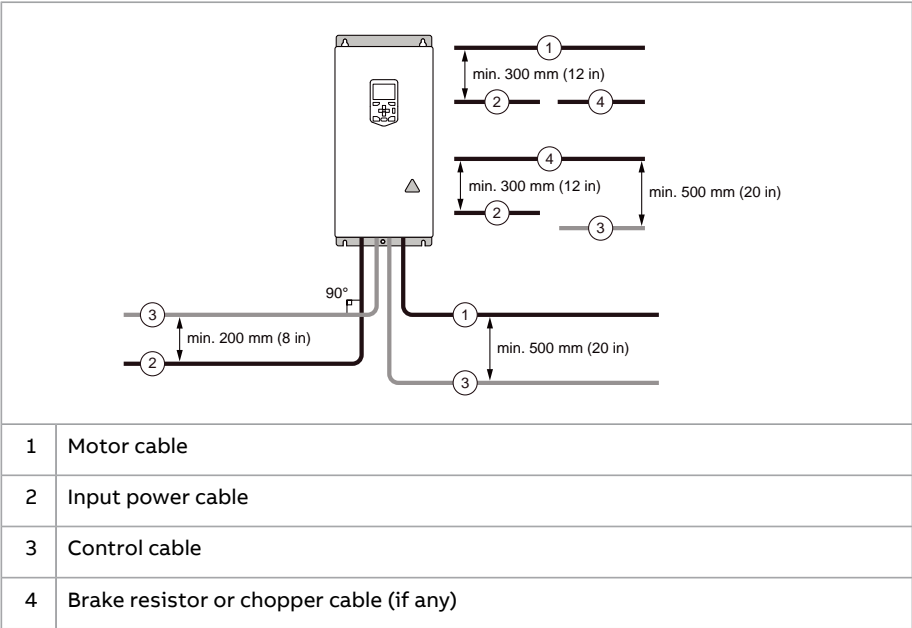 1
min. 300 mm (12 in)
2 4
4
min. 300 mm (12 in) min. 500 mm (20 in)
2
3
90°
3 1
min. 200 mm (8 in) min. 500 mm (20 in)
2
3
1 Motor cable
2 Input power cable
3 Control cable
4 Brake resistor or chopper cable (if any)